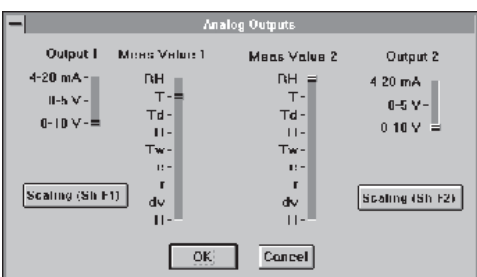 Analog Outputs
Output 1 Meas Value 1 Meas Value 2 Output 2
4-20 mA RH RH 4-20 mA
0-5 V T T 0-5 V
0-10 V Td Td 0-10 V
H H
Tw Tw
e e
Scaling (Sh F1) r r Scaling (Sh F2)
dv dv
H H
OK Cancel